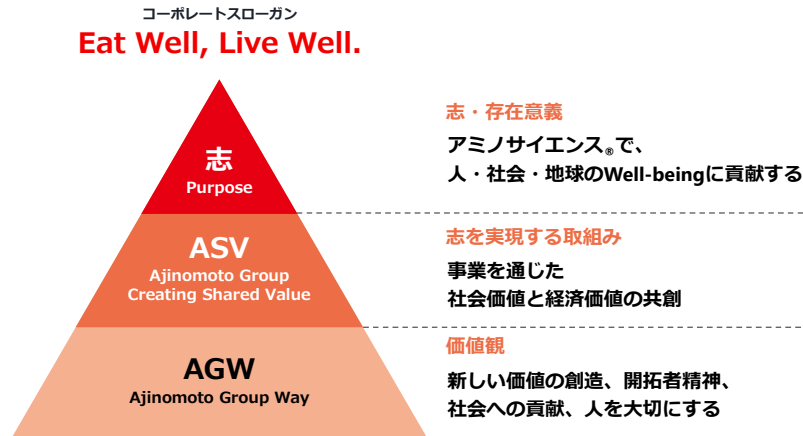 コーポレートスローガン
Eat Well, Live Well.
志
Purpose
志・存在意義
アミノサイエンス®で、
人・社会・地球のWell-beingに貢献する
ASV
Ajinomoto Group
Creating Shared Value
志を実現する取組み
事業を通じた
社会価値と経済価値の共創
AGW
Ajinomoto Group Way
価値観
新しい価値の創造、開拓者精神、
社会への貢献、人を大切にする